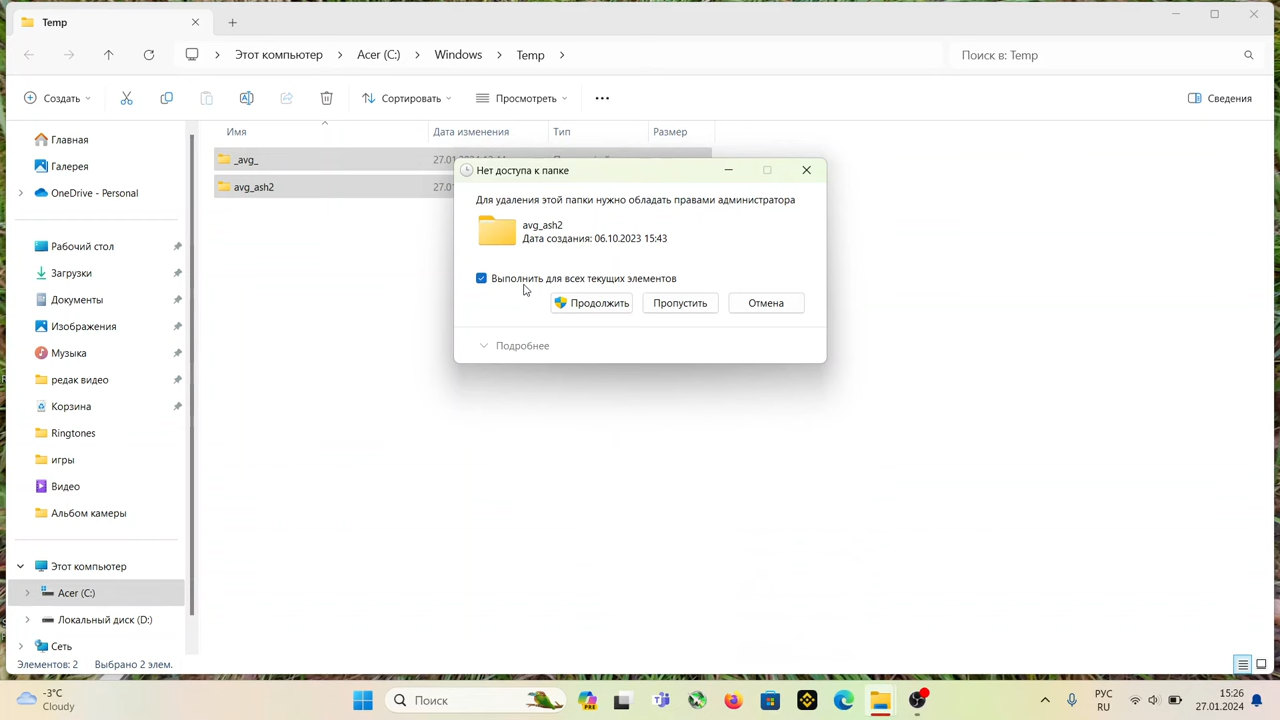 Temp
Этот компьютер
Acer (C:)
Windows
Temp
Поиск в: Temp
Создать
Сортировать
Просмотреть
Сведения
Имя
Дата изменения
Тип
Размер
_avg_
avg_ash2
Нет доступа к папке
Для удаления этой папки нужно обладать правами администратора
avg_ash2
Дата создания: 06.10.2023 15:43
Выполнить для всех текущих элементов
Продолжить
Пропустить
Отмена
Подробнее
Главная
Галерея
OneDrive - Personal
Рабочий стол
Загрузки
Документы
Изображения
Музыка
редак видео
Корзина
Ringtones
игры
Видео
Альбом камеры
Этот компьютер
Acer (C:)
Локальный диск (D:)
Сеть
Элементов: 2
Выбрано 2 элем.
-3°C
Cloudy
Поиск
PRE
РУС
RU
15:26
27.01.2024